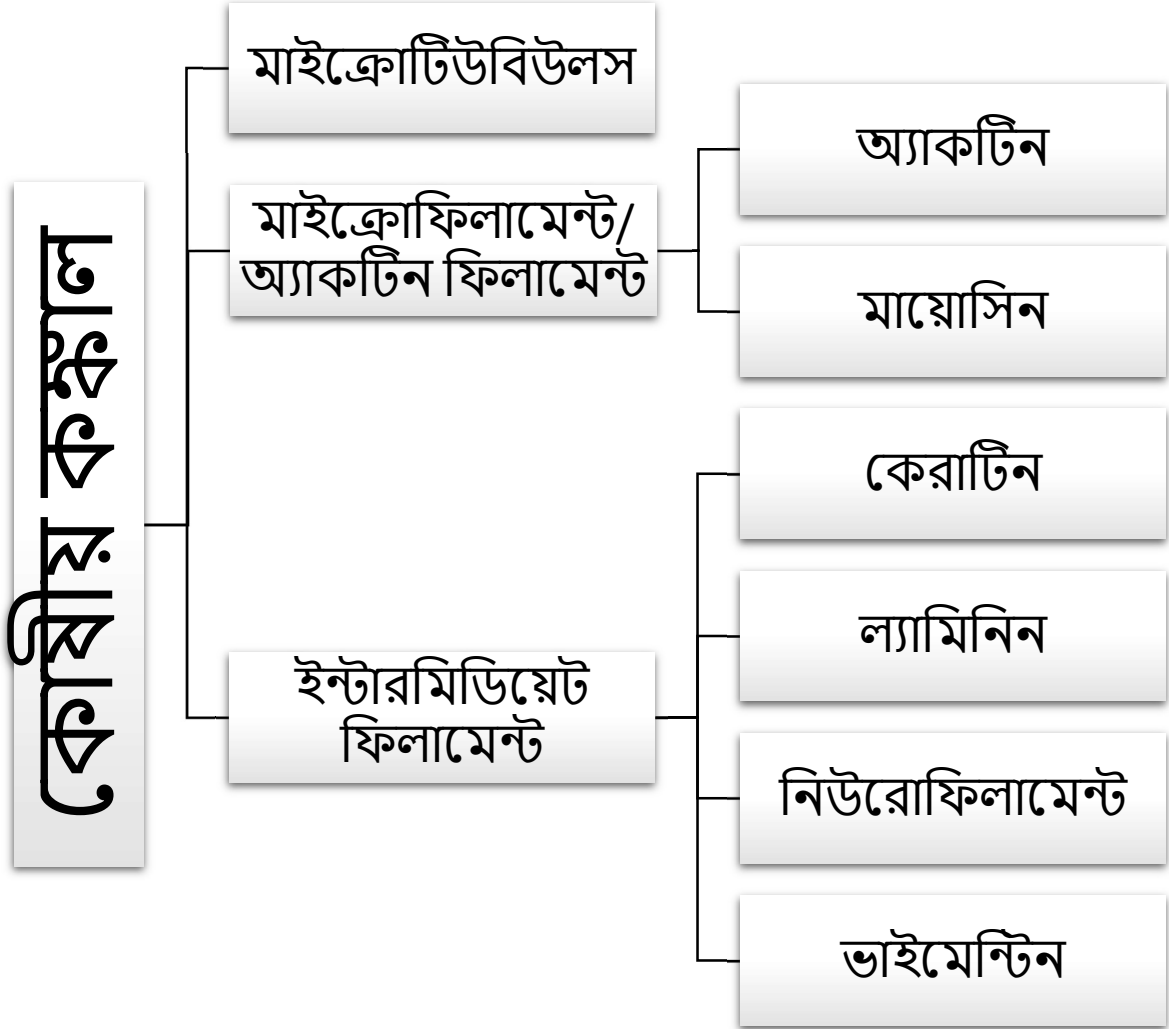 কোষীয় কঙ্কাল
মাইক্রোটিউবিউলস
মাইক্রোফিলামেন্ট/
অ্যাকটিন ফিলামেন্ট
অ্যাকটিন
মায়োসিন
ইন্টারমিডিয়েট
ফিলামেন্ট
কেরাটিন
ল্যামিনিন
নিউরোফিলামেন্ট
ভাইমেন্টিন